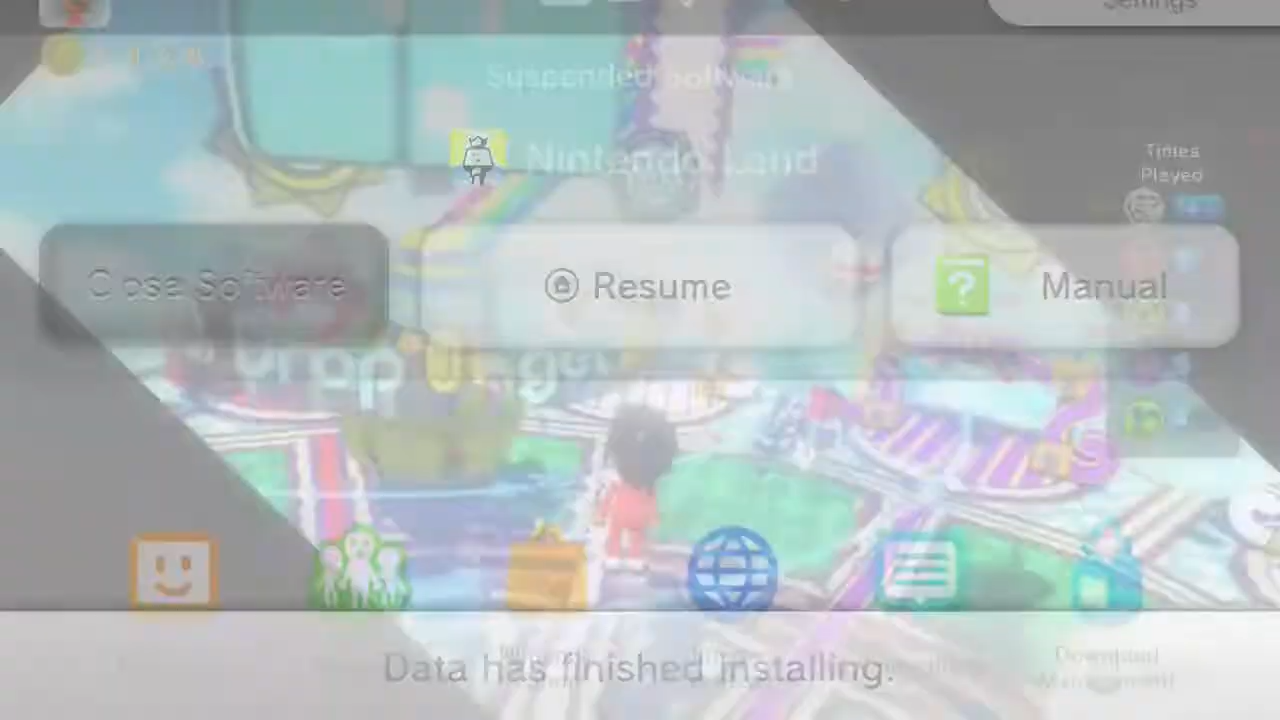 Settings
Suspended Software
Nintendo Land
Times
Played
Close Software
Resume
? Manual
Data has finished installing.
Download
Management